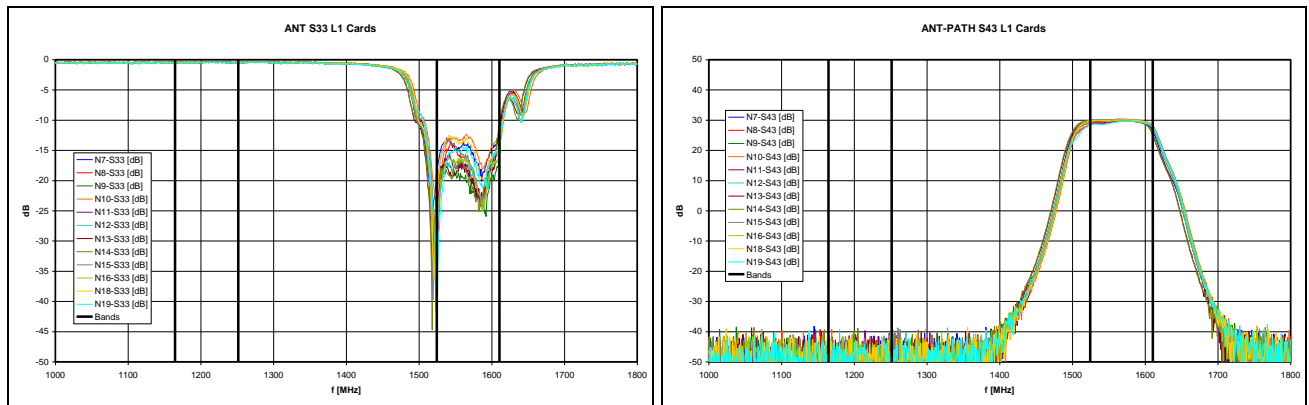 ANT S33 L1 Cards
0
-5
-10
-15
-20
-25
-30
-35
-40
-45
-50
dB
N7-S33 [dB]
N8-S33 [dB]
N9-S33 [dB]
N10-S33 [dB]
N11-S33 [dB]
N12-S33 [dB]
N13-S33 [dB]
N14-S33 [dB]
N15-S33 [dB]
N16-S33 [dB]
N18-S33 [dB]
N19-S33 [dB]
Bands
1000 1100 1200 1300 1400 1500 1600 1700 1800
f [MHz]
ANT-PATH S43 L1 Cards
50
40
30
20
10
0
-10
-20
-30
-40
-50
dB
N7-S43 [dB]
N8-S43 [dB]
N9-S43 [dB]
N10-S43 [dB]
N11-S43 [dB]
N12-S43 [dB]
N13-S43 [dB]
N14-S43 [dB]
N15-S43 [dB]
N16-S43 [dB]
N18-S43 [dB]
N19-S43 [dB]
Bands
1000 1100 1200 1300 1400 1500 1600 1700 1800
f [MHz]